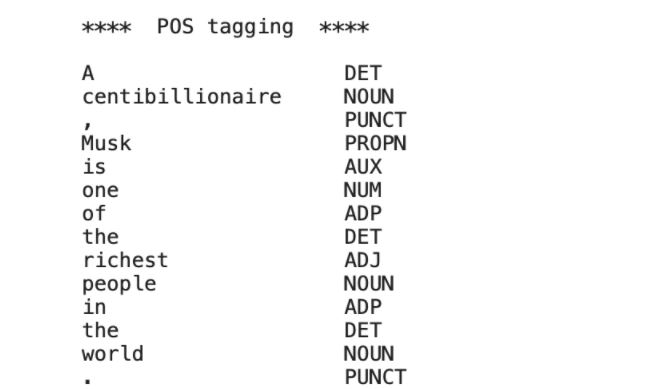 **** POS tagging ****
A DET
centibillionaire NOUN
, PUNCT
Musk PROPN
is AUX
one NUM
of ADP
the DET
richest ADJ
people NOUN
in ADP
the DET
world NOUN
. PUNCT